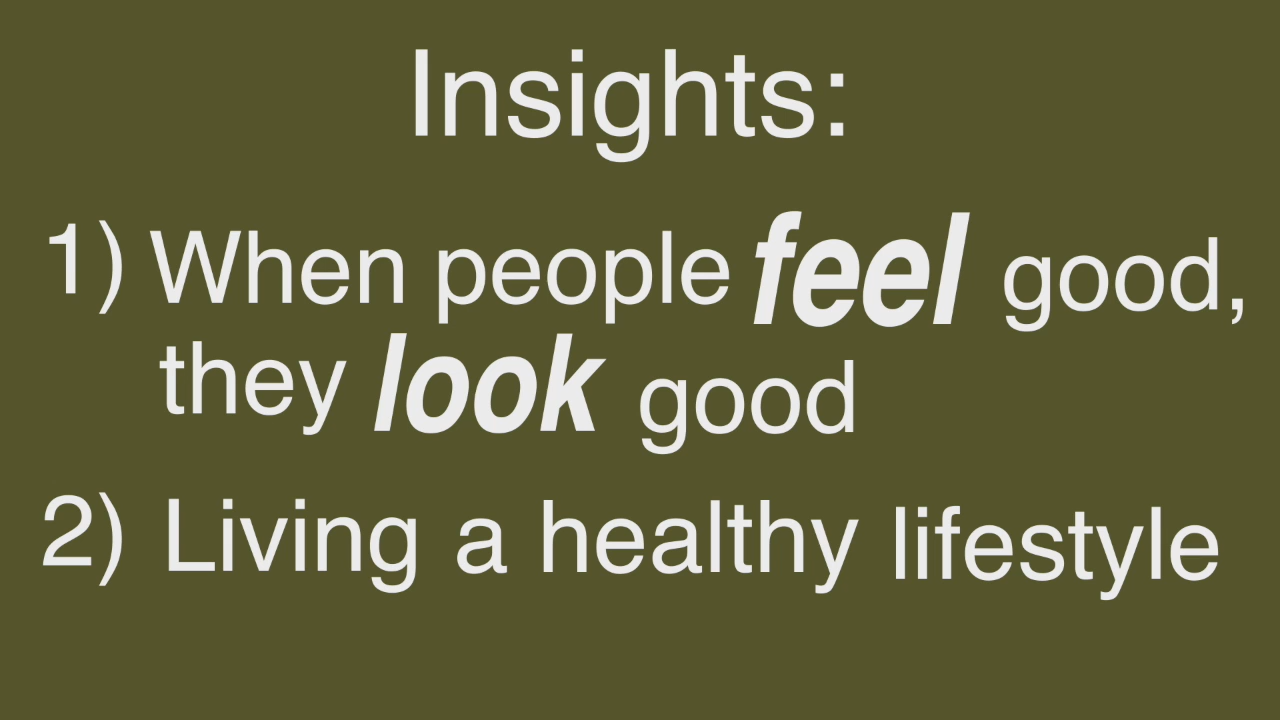 Insights:
1) When people feel good,
they look good
2) Living a healthy lifestyle